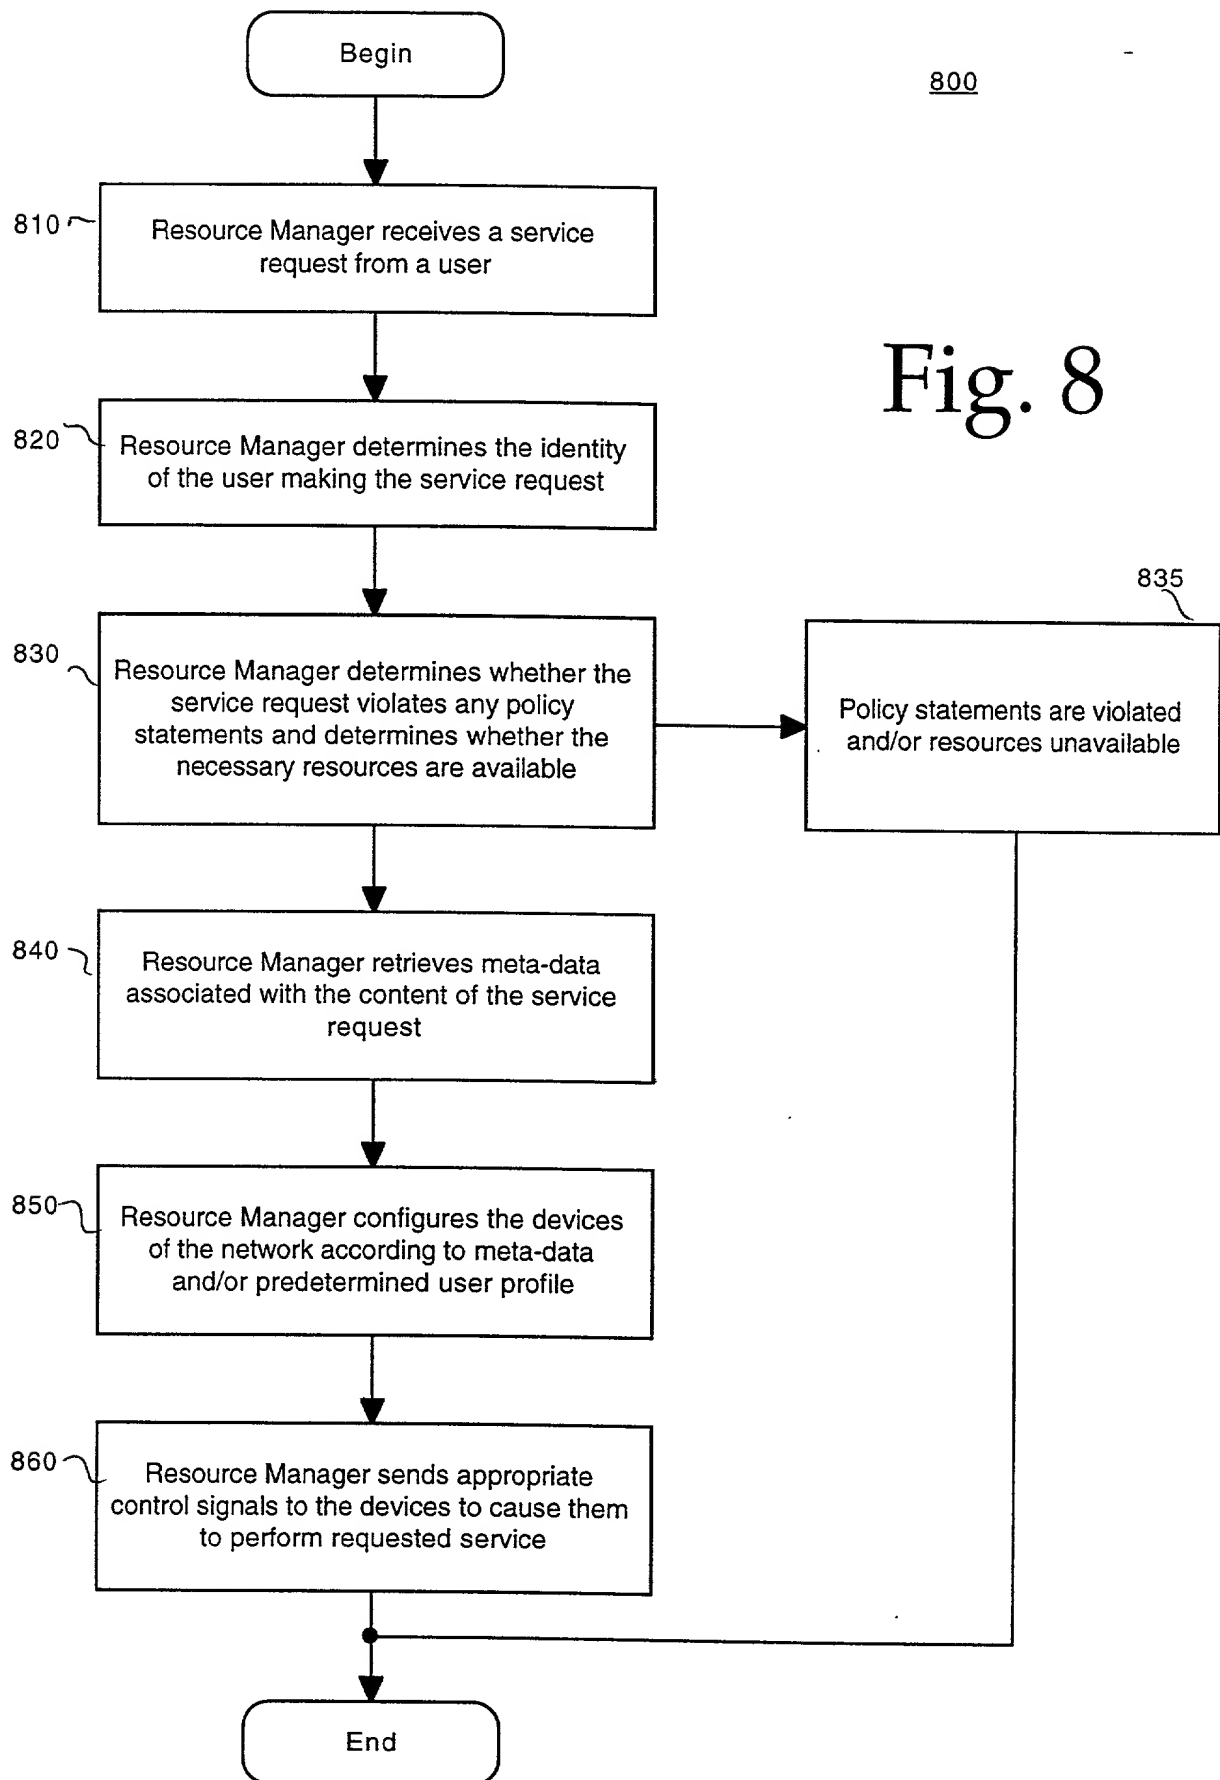 Begin
800
810
Resource Manager receives a service
request from a user
Fig. 8
820
Resource Manager determines the identity
of the user making the service request
835
830
Resource Manager determines whether the
service request violates any policy
statements and determines whether the
necessary resources are available
Policy statements are violated
and/or resources unavailable
840
Resource Manager retrieves meta-data
associated with the content of the service
request
850
Resource Manager configures the devices
of the network according to meta-data
and/or predetermined user profile
860
Resource Manager sends appropriate
control signals to the devices to cause them
to perform requested service
End